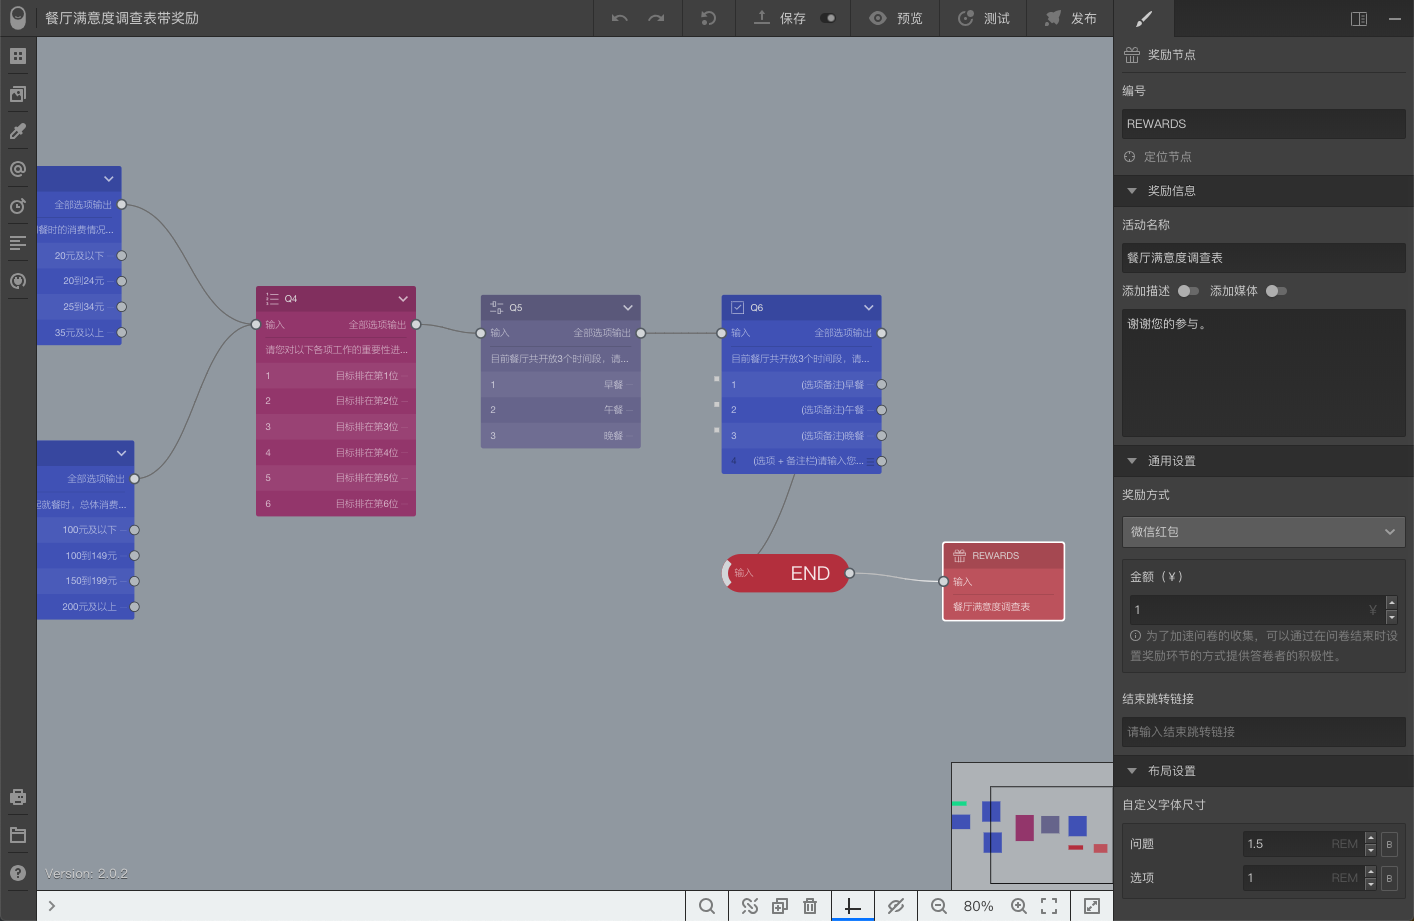 餐厅满意度调查表带奖励
保存
预览
测试
发布
奖励节点
编号
REWARDS
定位节点
奖励信息
活动名称
餐厅满意度调查表
添加描述
添加媒体
谢谢您的参与。
通用设置
奖励方式
微信红包
金额（¥）
1
¥
为了加速问卷的收集，可以通过在问卷结束时设
置奖励环节的方式提供答卷者的积极性。
结束跳转链接
请输入结束跳转链接
布局设置
自定义字体尺寸
问题
1.5
REM
B
选项
1
REM
B
全部选项输出
餐时的消费情况...
20元及以下
20到24元
25到34元
35元及以上
全部选项输出
起就餐时，总体消费...
100元及以下
100到149元
150到199元
200元及以上
Q4
输入
全部选项输出
请您对以下各项工作的重要性进...
1 目标排在第1位
2 目标排在第2位
3 目标排在第3位
4 目标排在第4位
5 目标排在第5位
6 目标排在第6位
Q5
输入
全部选项输出
目前餐厅共开放3个时间段，请...
1 早餐
2 午餐
3 晚餐
Q6
输入
全部选项输出
目前餐厅共开放3个时间段，请...
1 (选项备注)早餐
2 (选项备注)午餐
3 (选项备注)晚餐
4 (选项 + 备注栏)请输入您...
输入
END
REWARDS
输入
餐厅满意度调查表
Version: 2.0.2
80%